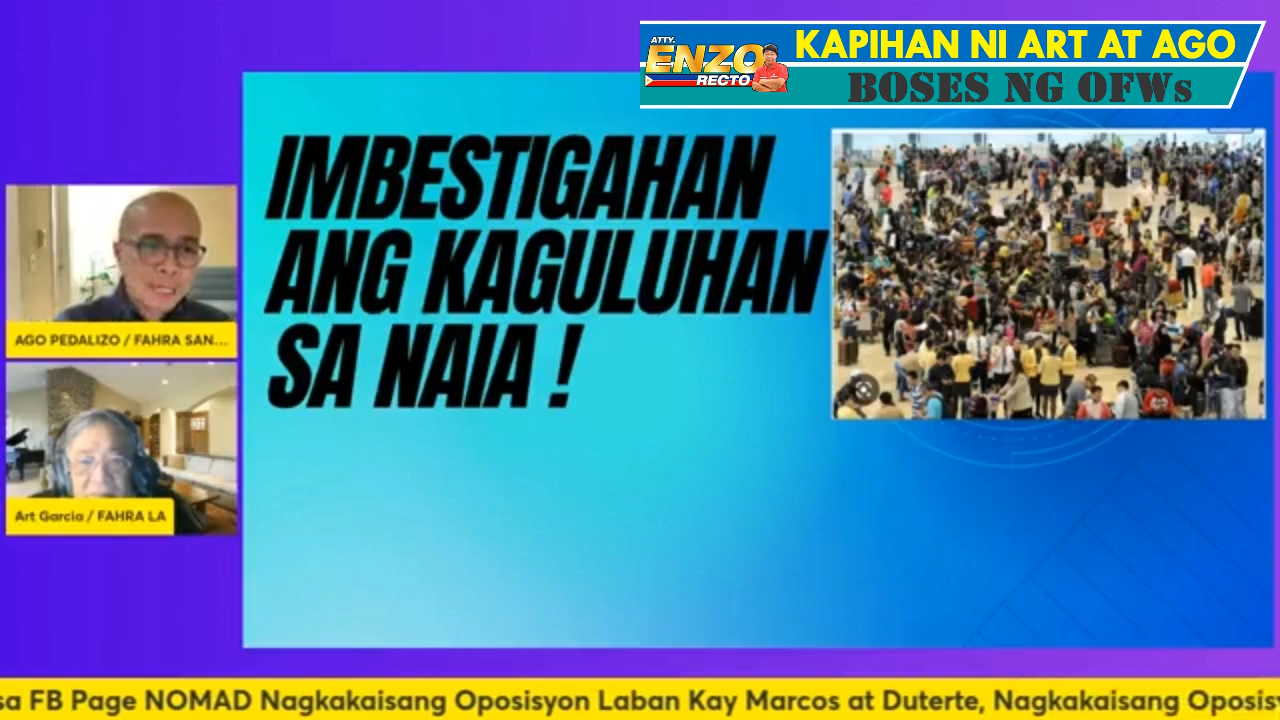 ATTY.
ENZO
RECTO
KAPIHAN NI ART AT AGO
BOSES NG OFWs
IMBESTIGAHAN
ANG KAGULUHAN
SA NAIA !
AGO PEDALIZO / FAHRA SAN...
Art Garcia / FAHRA LA
sa FB Page NOMAD Nagkakaisang Oposisyon Laban Kay Marcos at Duterte, Nagkakaisang Oposis